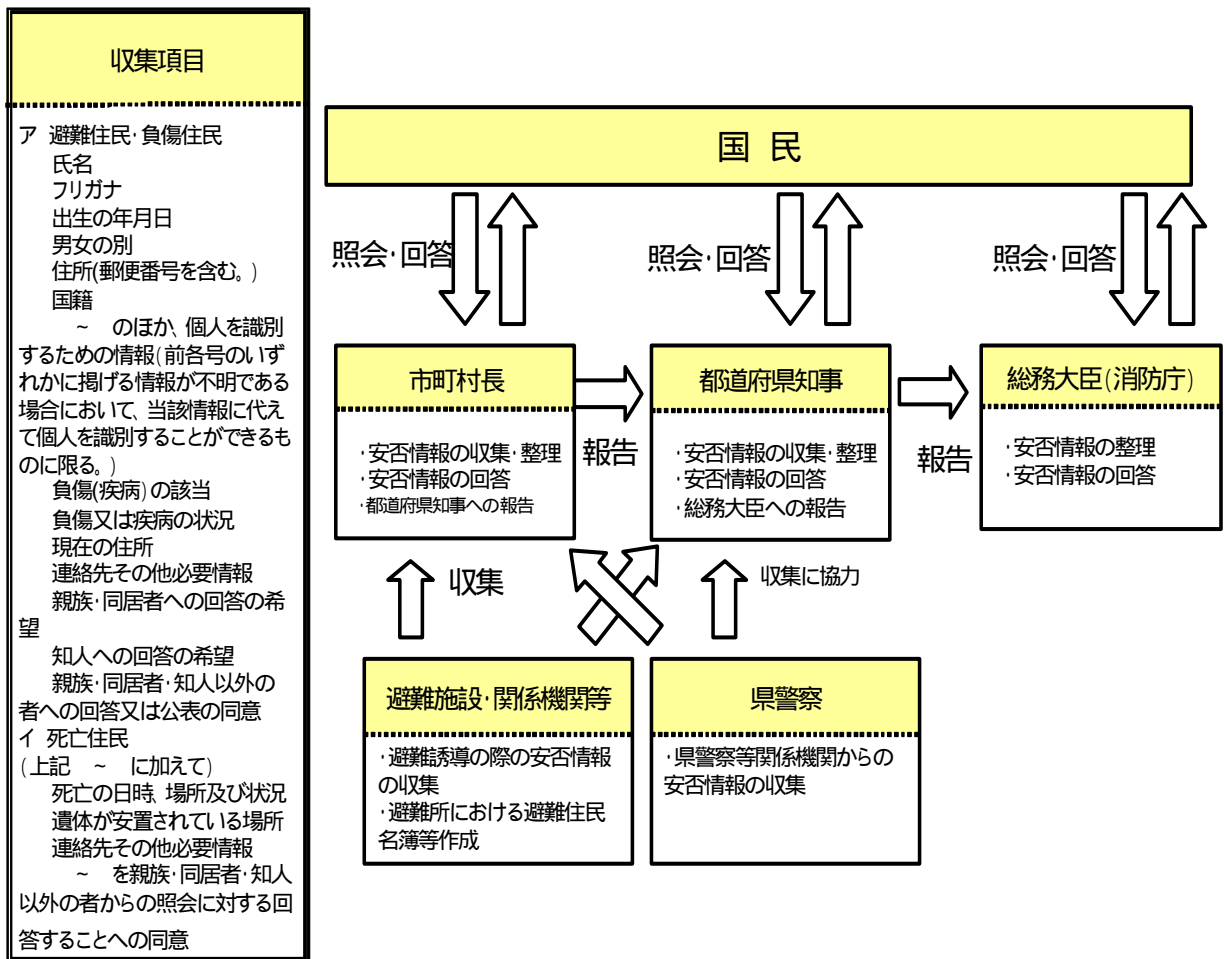 収集項目
ア 避難住民・負傷住民
氏名
フリガナ
出生の年月日
男女の別
住所(郵便番号を含む。)
国籍
～ のほか、個人を識別
するための情報(前各号のいず
れかに掲げる情報が不明である
場合において、当該情報に代え
て個人を識別することができるも
のに限る。)
負傷(疾病)の該当
負傷又は疾病の状況
現在の住所
連絡先その他必要情報
親族・同居者への回答の希
望
知人への回答の希望
親族・同居者・知人以外の
者への回答又は公表の同意
イ 死亡住民
(上記 ～ に加えて)
死亡の日時、場所及び状況
遺体が安置されている場所
連絡先その他必要情報
～ を親族・同居者・知人
以外の者からの照会に対する回
答することへの同意
国 民
照会・回答
照会・回答
照会・回答
市町村長
・安否情報の収集・整理
・安否情報の回答
・都道府県知事への報告
報告
都道府県知事
・安否情報の収集・整理
・安否情報の回答
・総務大臣への報告
報告
総務大臣(消防庁)
・安否情報の整理
・安否情報の回答
収集
収集に協力
避難施設・関係機関等
・避難誘導の際の安否情報
の収集
・避難所における避難住民
名簿等作成
県警察
・県警察等関係機関からの
安否情報の収集